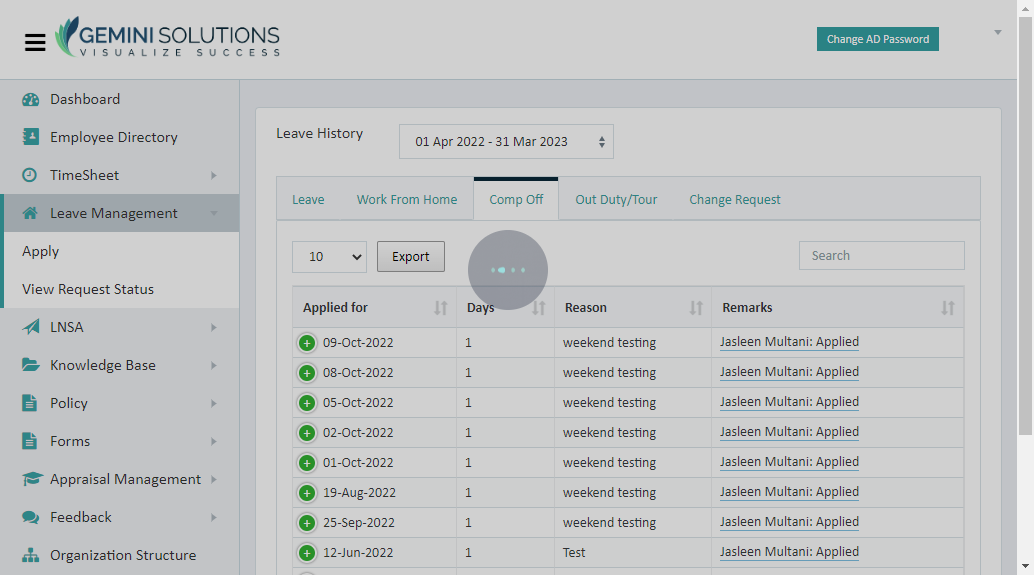 GEMINI SOLUTIONS
VISUALIZE SUCCESS
Change AD Password
Dashboard
Employee Directory
TimeSheet
Leave Management
Apply
View Request Status
LNSA
Knowledge Base
Policy
Forms
Appraisal Management
Feedback
Organization Structure
Leave History
01 Apr 2022 - 31 Mar 2023
Leave Work From Home Comp Off Out Duty/Tour Change Request
10 Export Search
Applied for Days Reason Remarks
09-Oct-2022 1 weekend testing Jasleen Multani: Applied
08-Oct-2022 1 weekend testing Jasleen Multani: Applied
05-Oct-2022 1 weekend testing Jasleen Multani: Applied
02-Oct-2022 1 weekend testing Jasleen Multani: Applied
01-Oct-2022 1 weekend testing Jasleen Multani: Applied
19-Aug-2022 1 weekend testing Jasleen Multani: Applied
25-Sep-2022 1 weekend testing Jasleen Multani: Applied
12-Jun-2022 1 Test Jasleen Multani: Applied